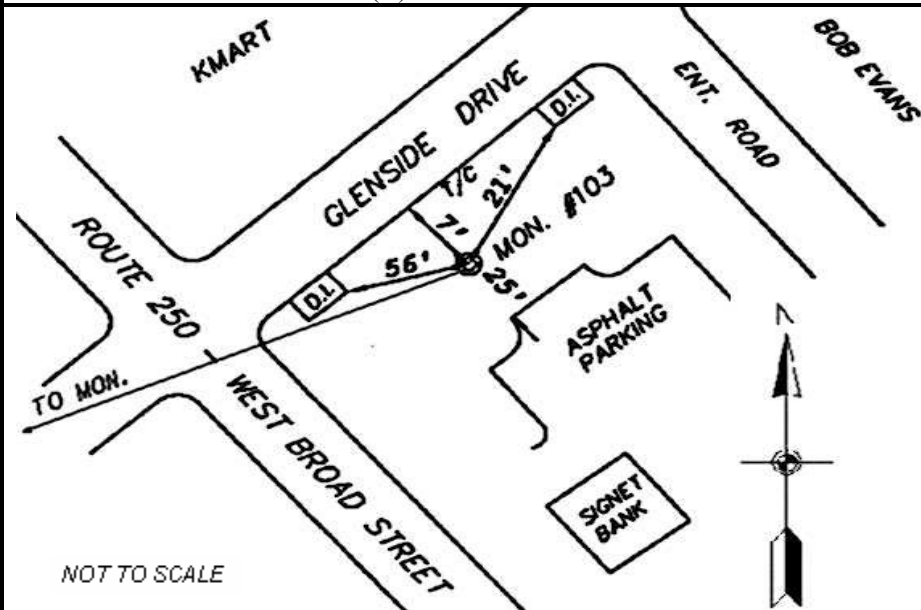 KMART
BOB EVANS
GLENSIDE DRIVE
D.I.
ENT. ROAD
T/C
21'
7'
MON. #103
56'
25'
D.I.
ROUTE 250
ASPHALT
PARKING
N
TO MON.
WEST BROAD STREET
SIGNET
BANK
NOT TO SCALE